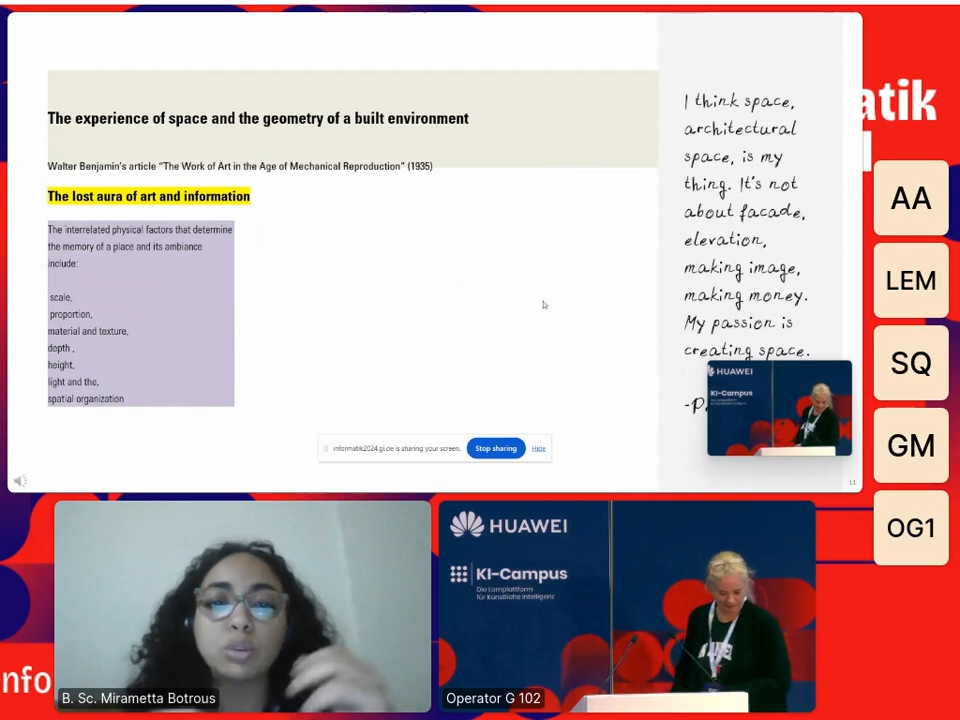 The experience of space and the geometry of a built environment
Walter Benjamin's article "The Work of Art in the Age of Mechanical Reproduction" (1935)
The lost aura of art and information
The interrelated physical factors that determine
the memory of a place and its ambiance
include:
scale,
proportion,
material and texture,
depth ,
height,
light and the,
spatial organization
I think space,
architectural
space, is my
thing. It's not
about facade,
elevation,
making image,
making money.
My passion is
creating space.
-P.
HUAWEI
KI-Campus
informatik2024.gi.de is sharing your screen.
Stop sharing
Hide
11
atik
AA
LEM
SQ
GM
OG1
nfo
B. Sc. Mirametta Botrous
HUAWEI
KI-Campus
Die Lernplattform
für Künstliche Intelligenz
Operator G 102